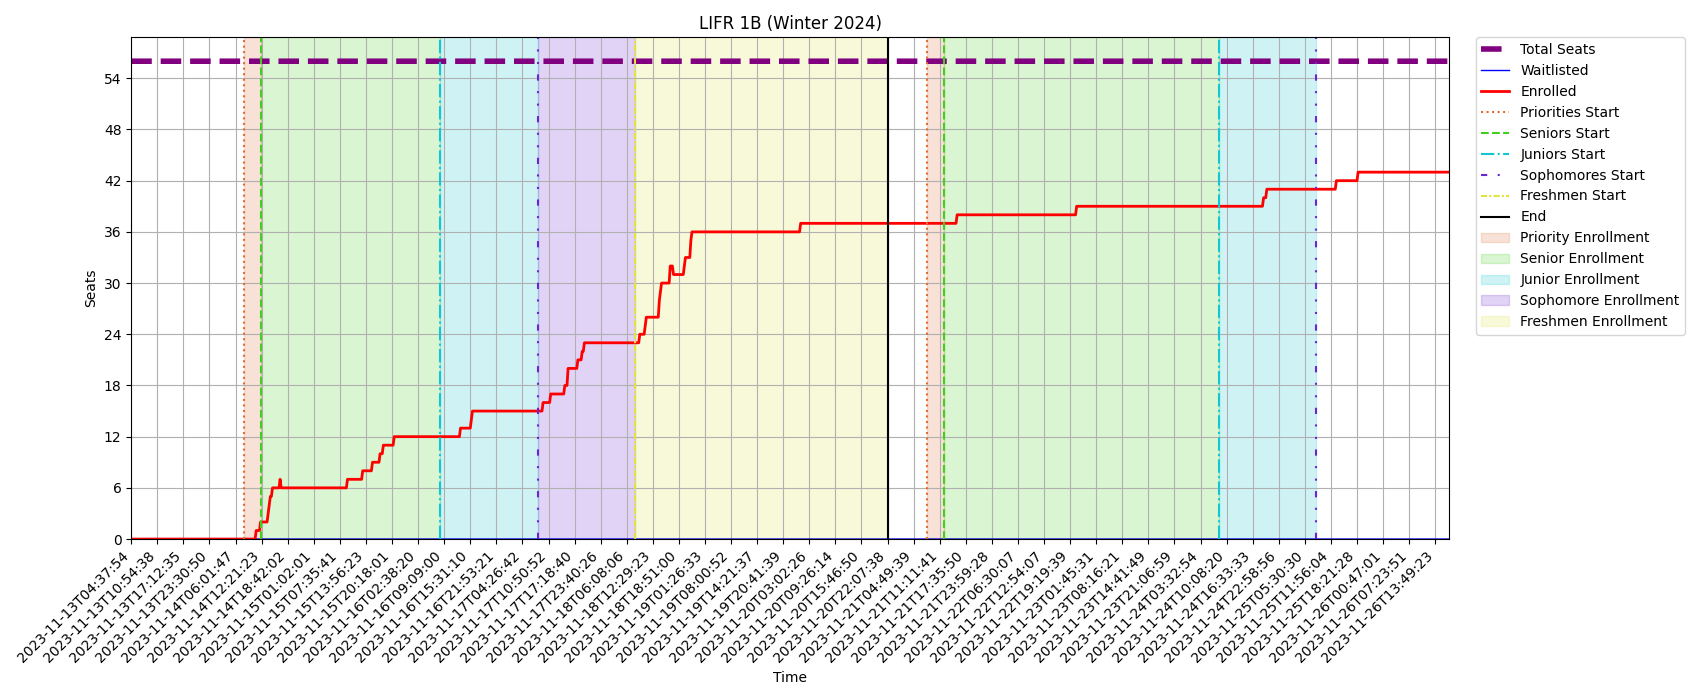 LIFR 1B (Winter 2024)
Seats
54
48
42
36
30
24
18
12
6
0
2023-11-13T04:37:54
2023-11-13T10:54:38
2023-11-13T17:12:35
2023-11-13T23:30:50
2023-11-14T06:01:47
2023-11-14T12:21:23
2023-11-14T18:42:02
2023-11-15T01:02:01
2023-11-15T07:35:41
2023-11-15T13:56:23
2023-11-15T20:18:01
2023-11-16T02:38:20
2023-11-16T09:09:00
2023-11-16T15:31:10
2023-11-16T21:53:21
2023-11-17T04:26:42
2023-11-17T10:50:52
2023-11-17T17:18:40
2023-11-17T23:40:26
2023-11-18T06:08:06
2023-11-18T12:29:23
2023-11-18T18:51:00
2023-11-19T01:26:33
2023-11-19T08:00:52
2023-11-19T14:21:37
2023-11-19T20:41:39
2023-11-20T03:02:26
2023-11-20T09:26:14
2023-11-20T15:46:50
2023-11-20T22:07:38
2023-11-21T04:49:39
2023-11-21T11:11:41
2023-11-21T17:35:50
2023-11-21T23:59:28
2023-11-22T06:30:07
2023-11-22T12:54:07
2023-11-22T19:19:39
2023-11-23T01:45:31
2023-11-23T08:16:21
2023-11-23T14:41:49
2023-11-23T21:06:59
2023-11-24T03:32:54
2023-11-24T10:08:20
2023-11-24T16:33:33
2023-11-24T22:58:56
2023-11-25T05:30:30
2023-11-25T11:56:04
2023-11-25T18:21:28
2023-11-26T00:47:01
2023-11-26T07:23:51
2023-11-26T13:49:23
Time
Total Seats
Waitlisted
Enrolled
Priorities Start
Seniors Start
Juniors Start
Sophomores Start
Freshmen Start
End
Priority Enrollment
Senior Enrollment
Junior Enrollment
Sophomore Enrollment
Freshmen Enrollment